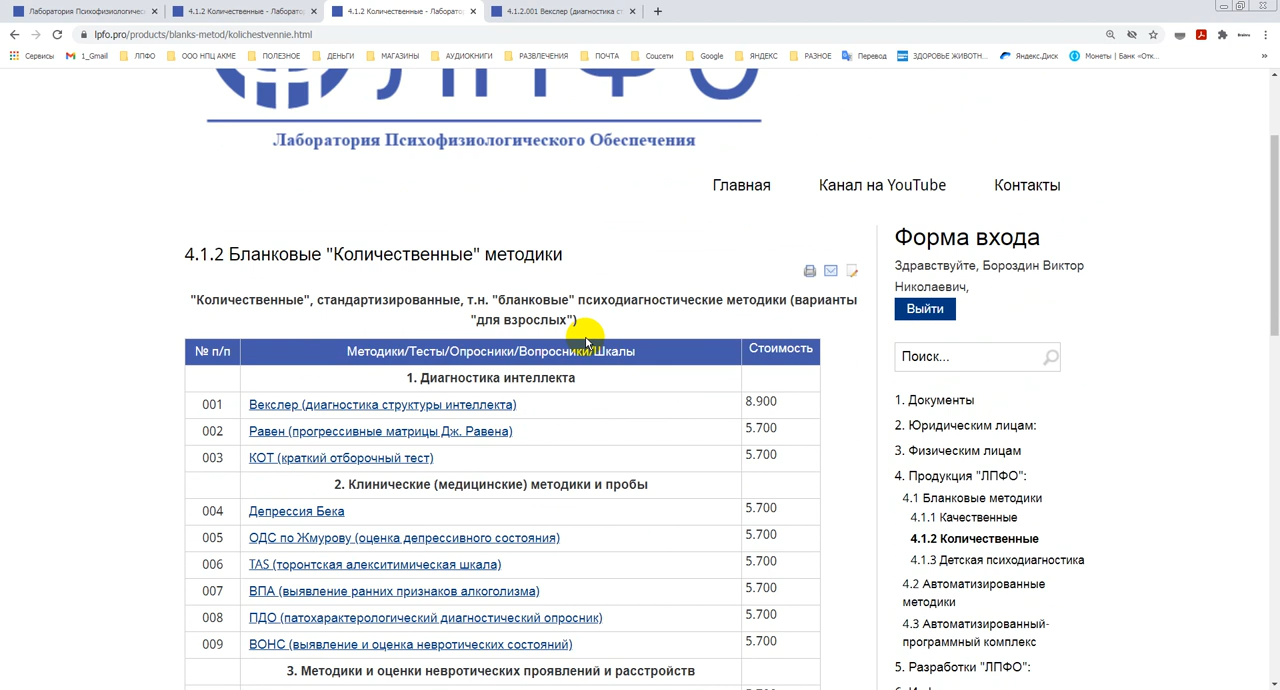 Лаборатория Психофизиологичес
4.1.2 Количественные - Лаборатор
4.1.2 Количественные - Лаборатор
4.1.2.001 Векслер (диагностика ст
lpfo.pro/products/blanks-metod/kolichestvennie.html
Сервисы 1_Gmail ЛПФО ООО НПЦ АКМЕ ПОЛЕЗНОЕ ДЕНЬГИ МАГАЗИНЫ АУДИОКНИГИ РАЗВЛЕЧЕНИЯ ПОЧТА Соцсети Google ЯНДЕКС РАЗНОЕ Перевод ЗДОРОВЬЕ ЖИВОТН... Яндекс.Диск Монеты | Банк «Отк... »
ЛПФО
Лаборатория Психофизиологического Обеспечения
Главная Канал на YouTube Контакты
4.1.2 Бланковые "Количественные" методики
"Количественные", стандартизированные, т.н. "бланковые" психодиагностические методики (варианты
"для взрослых")
№ п/п Методики/Тесты/Опросники/Вопросники/Шкалы Стоимость
1. Диагностика интеллекта
001 Векслер (диагностика структуры интеллекта) 8.900
002 Равен (прогрессивные матрицы Дж. Равена) 5.700
003 КОТ (краткий отборочный тест) 5.700
2. Клинические (медицинские) методики и пробы
004 Депрессия Бека 5.700
005 ОДС по Жмурову (оценка депрессивного состояния) 5.700
006 TAS (торонтская алекситимическая шкала) 5.700
007 ВПА (выявление ранних признаков алкоголизма) 5.700
008 ПДО (патохарактерологический диагностический опросник) 5.700
009 ВОНС (выявление и оценка невротических состояний) 5.700
3. Методики и оценки невротических проявлений и расстройств
Форма входа
Здравствуйте, Бороздин Виктор
Николаевич,
Выйти
Поиск...
1. Документы
2. Юридическим лицам:
3. Физическим лицам
4. Продукция "ЛПФО":
4.1 Бланковые методики
4.1.1 Качественные
4.1.2 Количественные
4.1.3 Детская психодиагностика
4.2 Автоматизированные
методики
4.3 Автоматизированный-
программный комплекс
5. Разработки "ЛПФО":